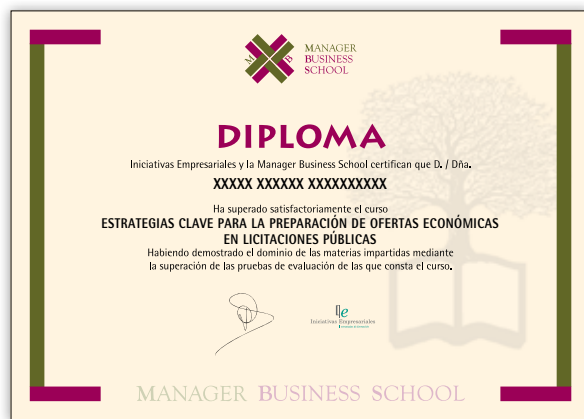 M B
MANAGER
BUSINESS
SCHOOL
DIPLOMA
Iniciativas Empresariales y la Manager Business School certifican que D. / Dña.
XXXXX XXXXXX XXXXXXXXXX
Ha superado satisfactoriamente el curso
ESTRATEGIAS CLAVE PARA LA PREPARACIÓN DE OFERTAS ECONÓMICAS
EN LICITACIONES PÚBLICAS
Habiendo demostrado el dominio de las materias impartidas mediante
la superación de las pruebas de evaluación de las que consta el curso.
Iniciativas Empresariales
MANAGER BUSINESS SCHOOL